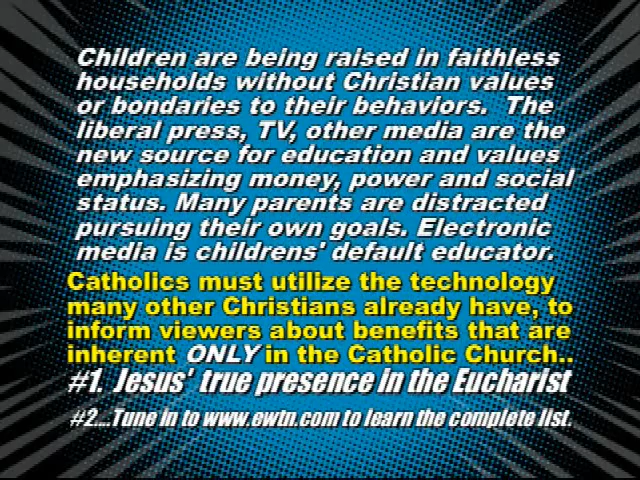 Children are being raised in faithless
households without Christian values
or bondaries to their behaviors. The
liberal press, TV, other media are the
new source for education and values
emphasizing money, power and social
status. Many parents are distracted
pursuing their own goals. Electronic
media is childrens' default educator.
Catholics must utilize the technology
many other Christians already have, to
inform viewers about benefits that are
inherent ONLY in the Catholic Church..
#1. Jesus' true presence in the Eucharist
#2....Tune in to www.ewtn.com to learn the complete list.